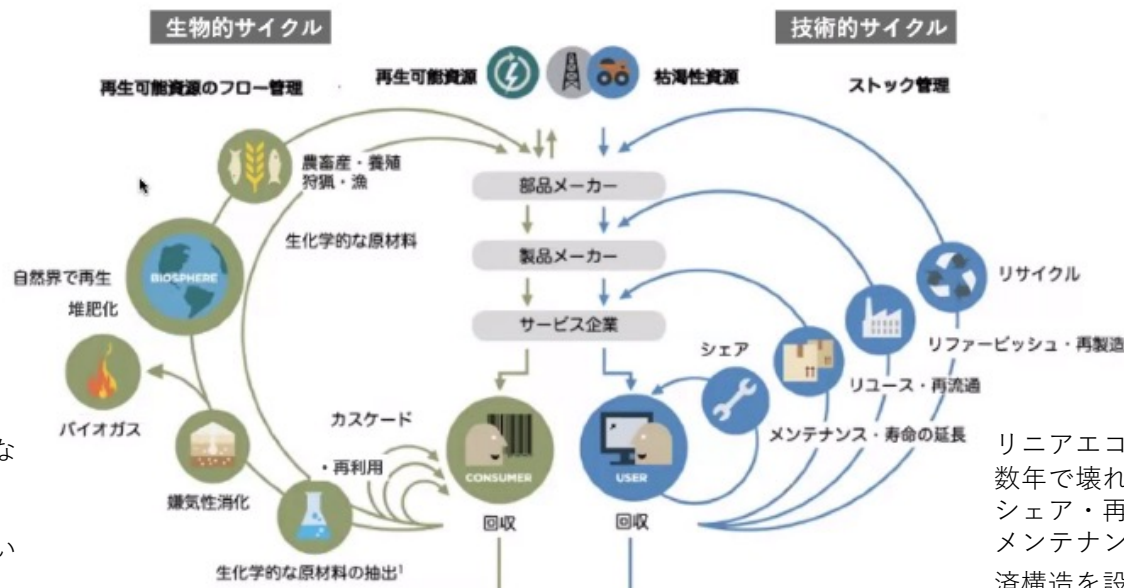 生物的サイクル
技術的サイクル
再生可能資源のフロー管理
再生可能資源
枯渇性資源
ストック管理
農畜産・養殖
狩猟・漁
部品メーカー
生化学的な原材料
製品メーカー
BIOSPHERE
自然界で再生
堆肥化
リサイクル
サービス企業
シェア
リファービッシュ・再製造
リユース・再流通
バイオガス
カスケード
メンテナンス・寿命の延長
・再利用
CONSUMER
USER
嫌気性消化
回収
回収
生化学的な原材料の抽出1
な
い
リニアエコ
数年で壊れ
シェア・再
メンテナン
済構造を設